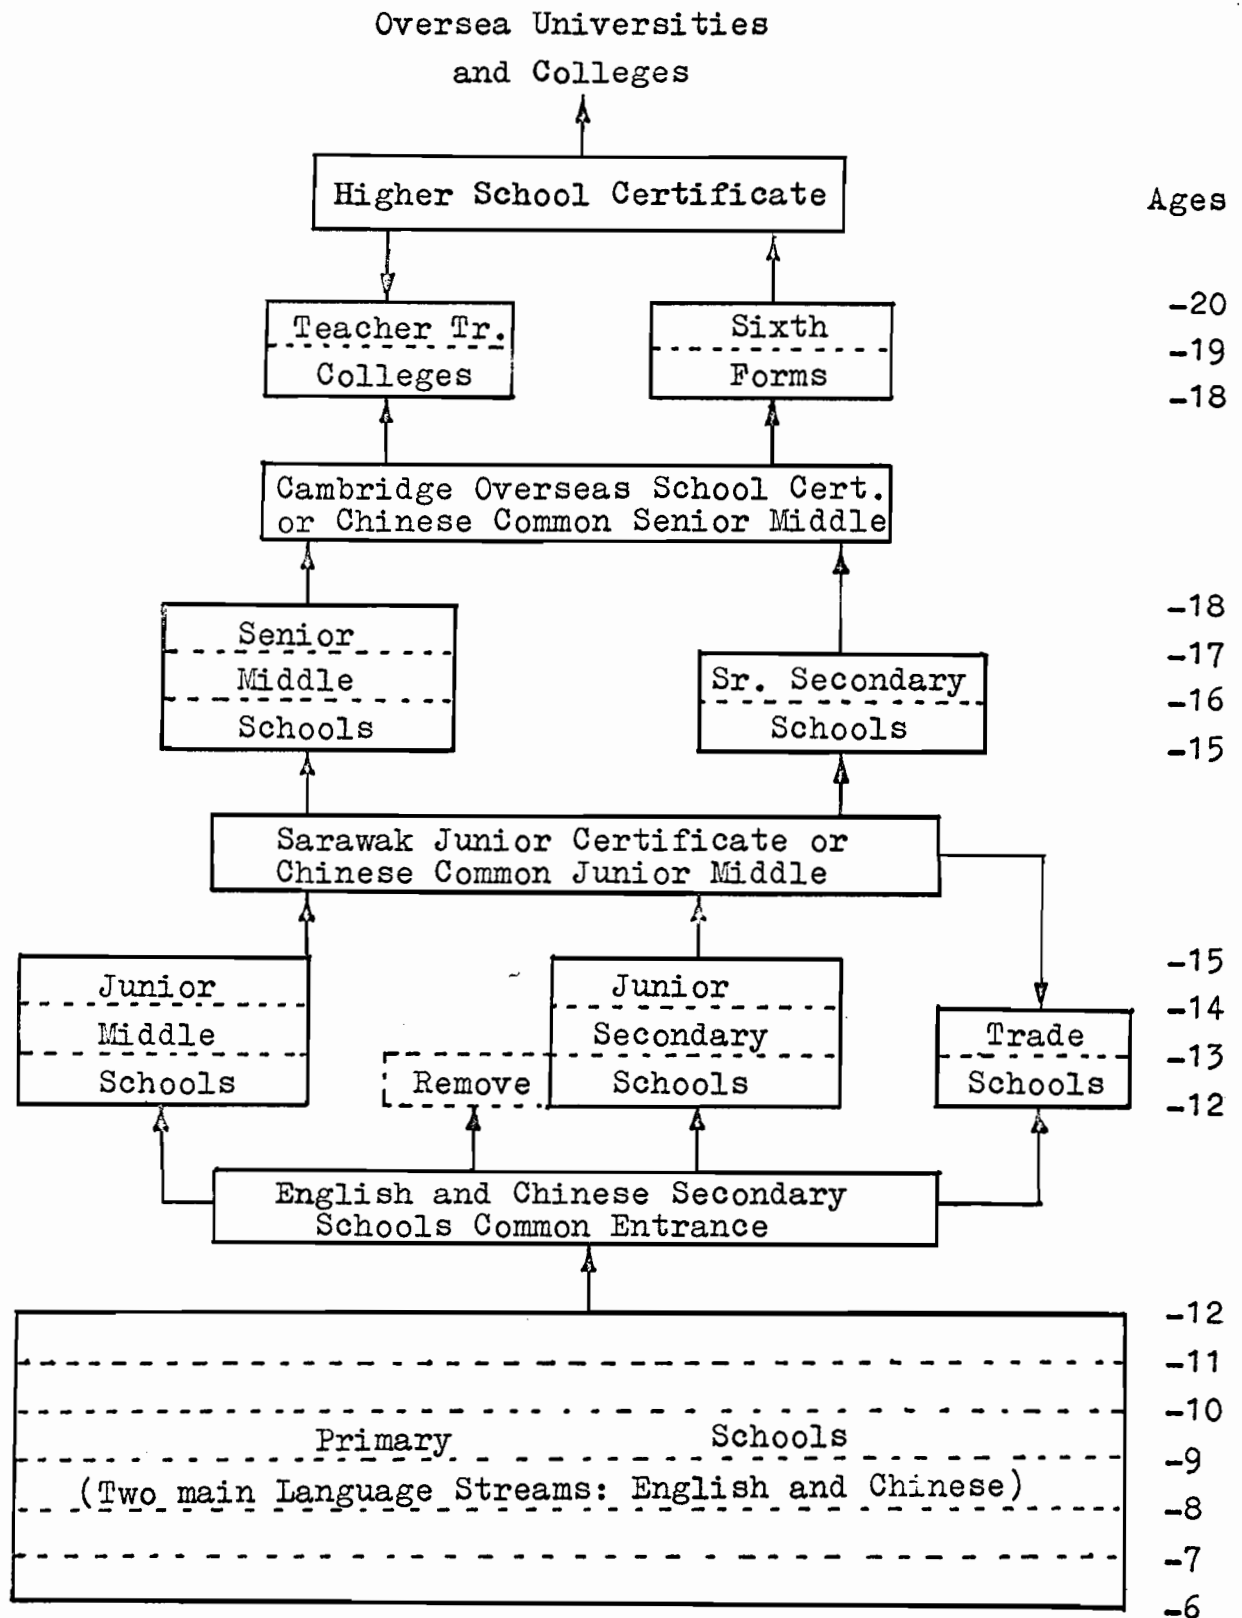 Oversea Universities
and Colleges
Higher School Certificate
Ages
Teacher Tr.
Colleges
Sixth
Forms
-20
-19
-18
Cambridge Overseas School Cert.
or Chinese Common Senior Middle
Senior
Middle
Schools
Sr. Secondary
Schools
-18
-17
-16
-15
Sarawak Junior Certificate or
Chinese Common Junior Middle
Junior
Middle
Schools
Remove
Junior
Secondary
Schools
Trade
Schools
-15
-14
-13
-12
English and Chinese Secondary
Schools Common Entrance
Primary Schools
(Two main Language Streams: English and Chinese)
-12
-11
-10
-9
-8
-7
-6